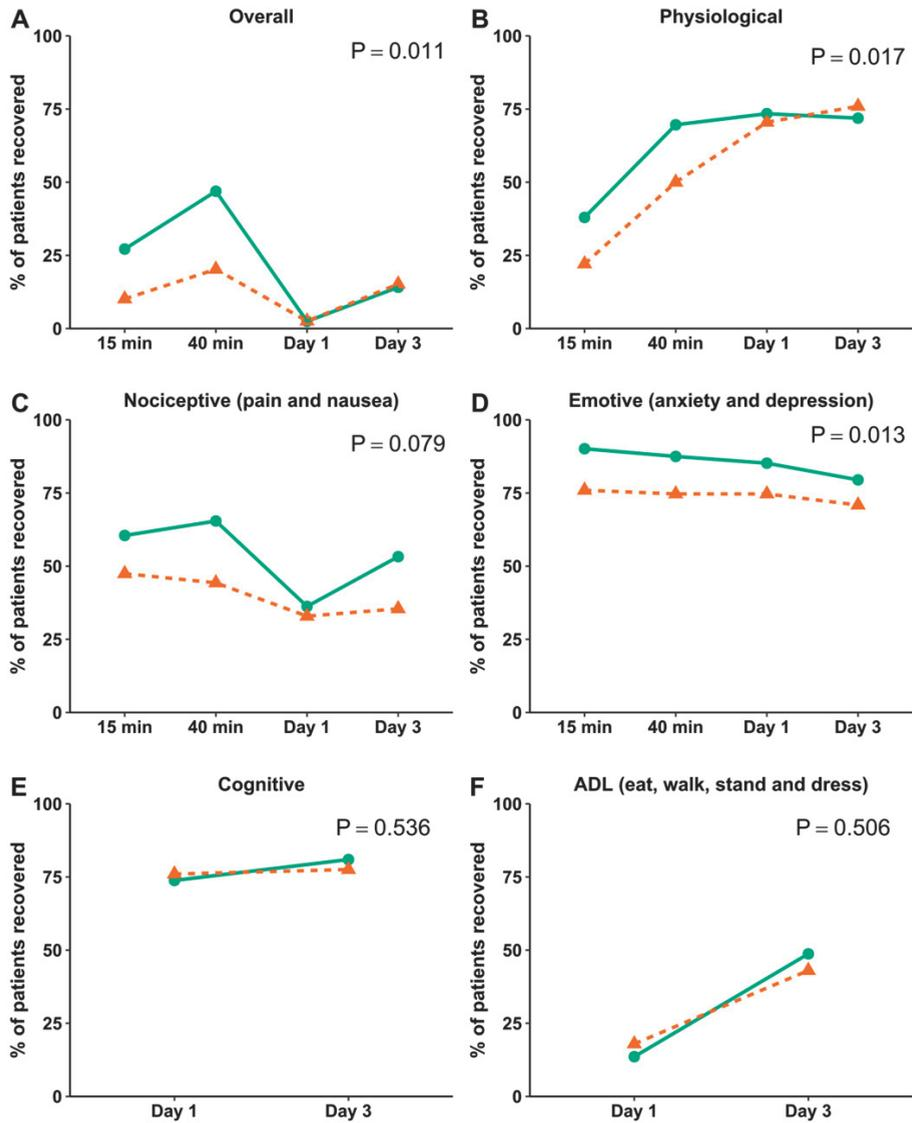 A
Overall
P = 0.011
% of patients recovered
100
75
50
25
0
15 min 40 min Day 1 Day 3
B
Physiological
P = 0.017
% of patients recovered
100
75
50
25
0
15 min 40 min Day 1 Day 3
C
Nociceptive (pain and nausea)
P = 0.079
% of patients recovered
100
75
50
25
0
15 min 40 min Day 1 Day 3
D
Emotive (anxiety and depression)
P = 0.013
% of patients recovered
100
75
50
25
0
15 min 40 min Day 1 Day 3
E
Cognitive
P = 0.536
% of patients recovered
100
75
50
25
0
Day 1 Day 3
F
ADL (eat, walk, stand and dress)
P = 0.506
% of patients recovered
100
75
50
25
0
Day 1 Day 3